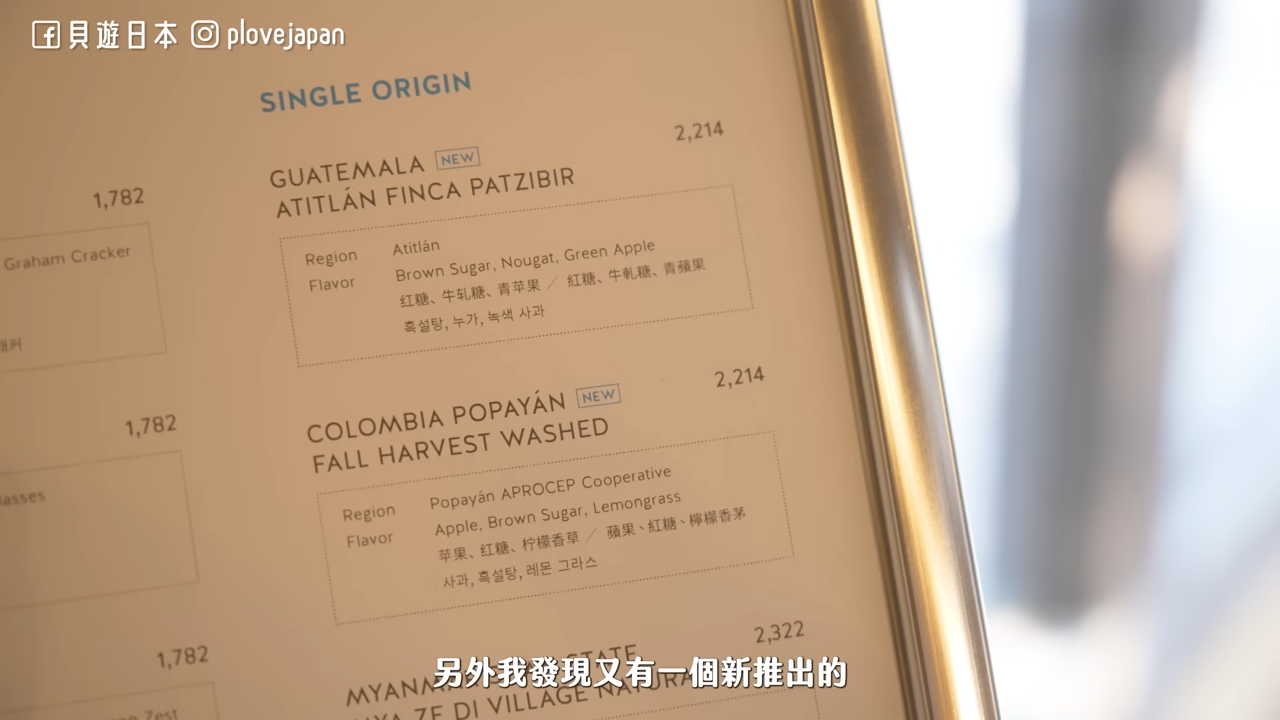 貝遊日本 plovejapan
SINGLE ORIGIN
1,782
Graham Cracker
1,782
1,782
Zest
GUATEMALA NEW 2,214
ATITLÁN FINCA PATZIBIR
Region Atitlán
Flavor Brown Sugar, Nougat, Green Apple
红糖、牛轧糖、青苹果 / 紅糖、牛軋糖、青蘋果
흑설탕, 누가, 녹색 사과
COLOMBIA POPAYÁN NEW 2,214
FALL HARVEST WASHED
Region Popayán APROCEP Cooperative
Flavor Apple, Brown Sugar, Lemongrass
苹果、红糖、柠檬香草 / 蘋果、紅糖、檸檬香茅
사과, 흑설탕, 레몬 그라스
2,322
STATE
ZE DI VILLAGE
另外我發現又有一個新推出的